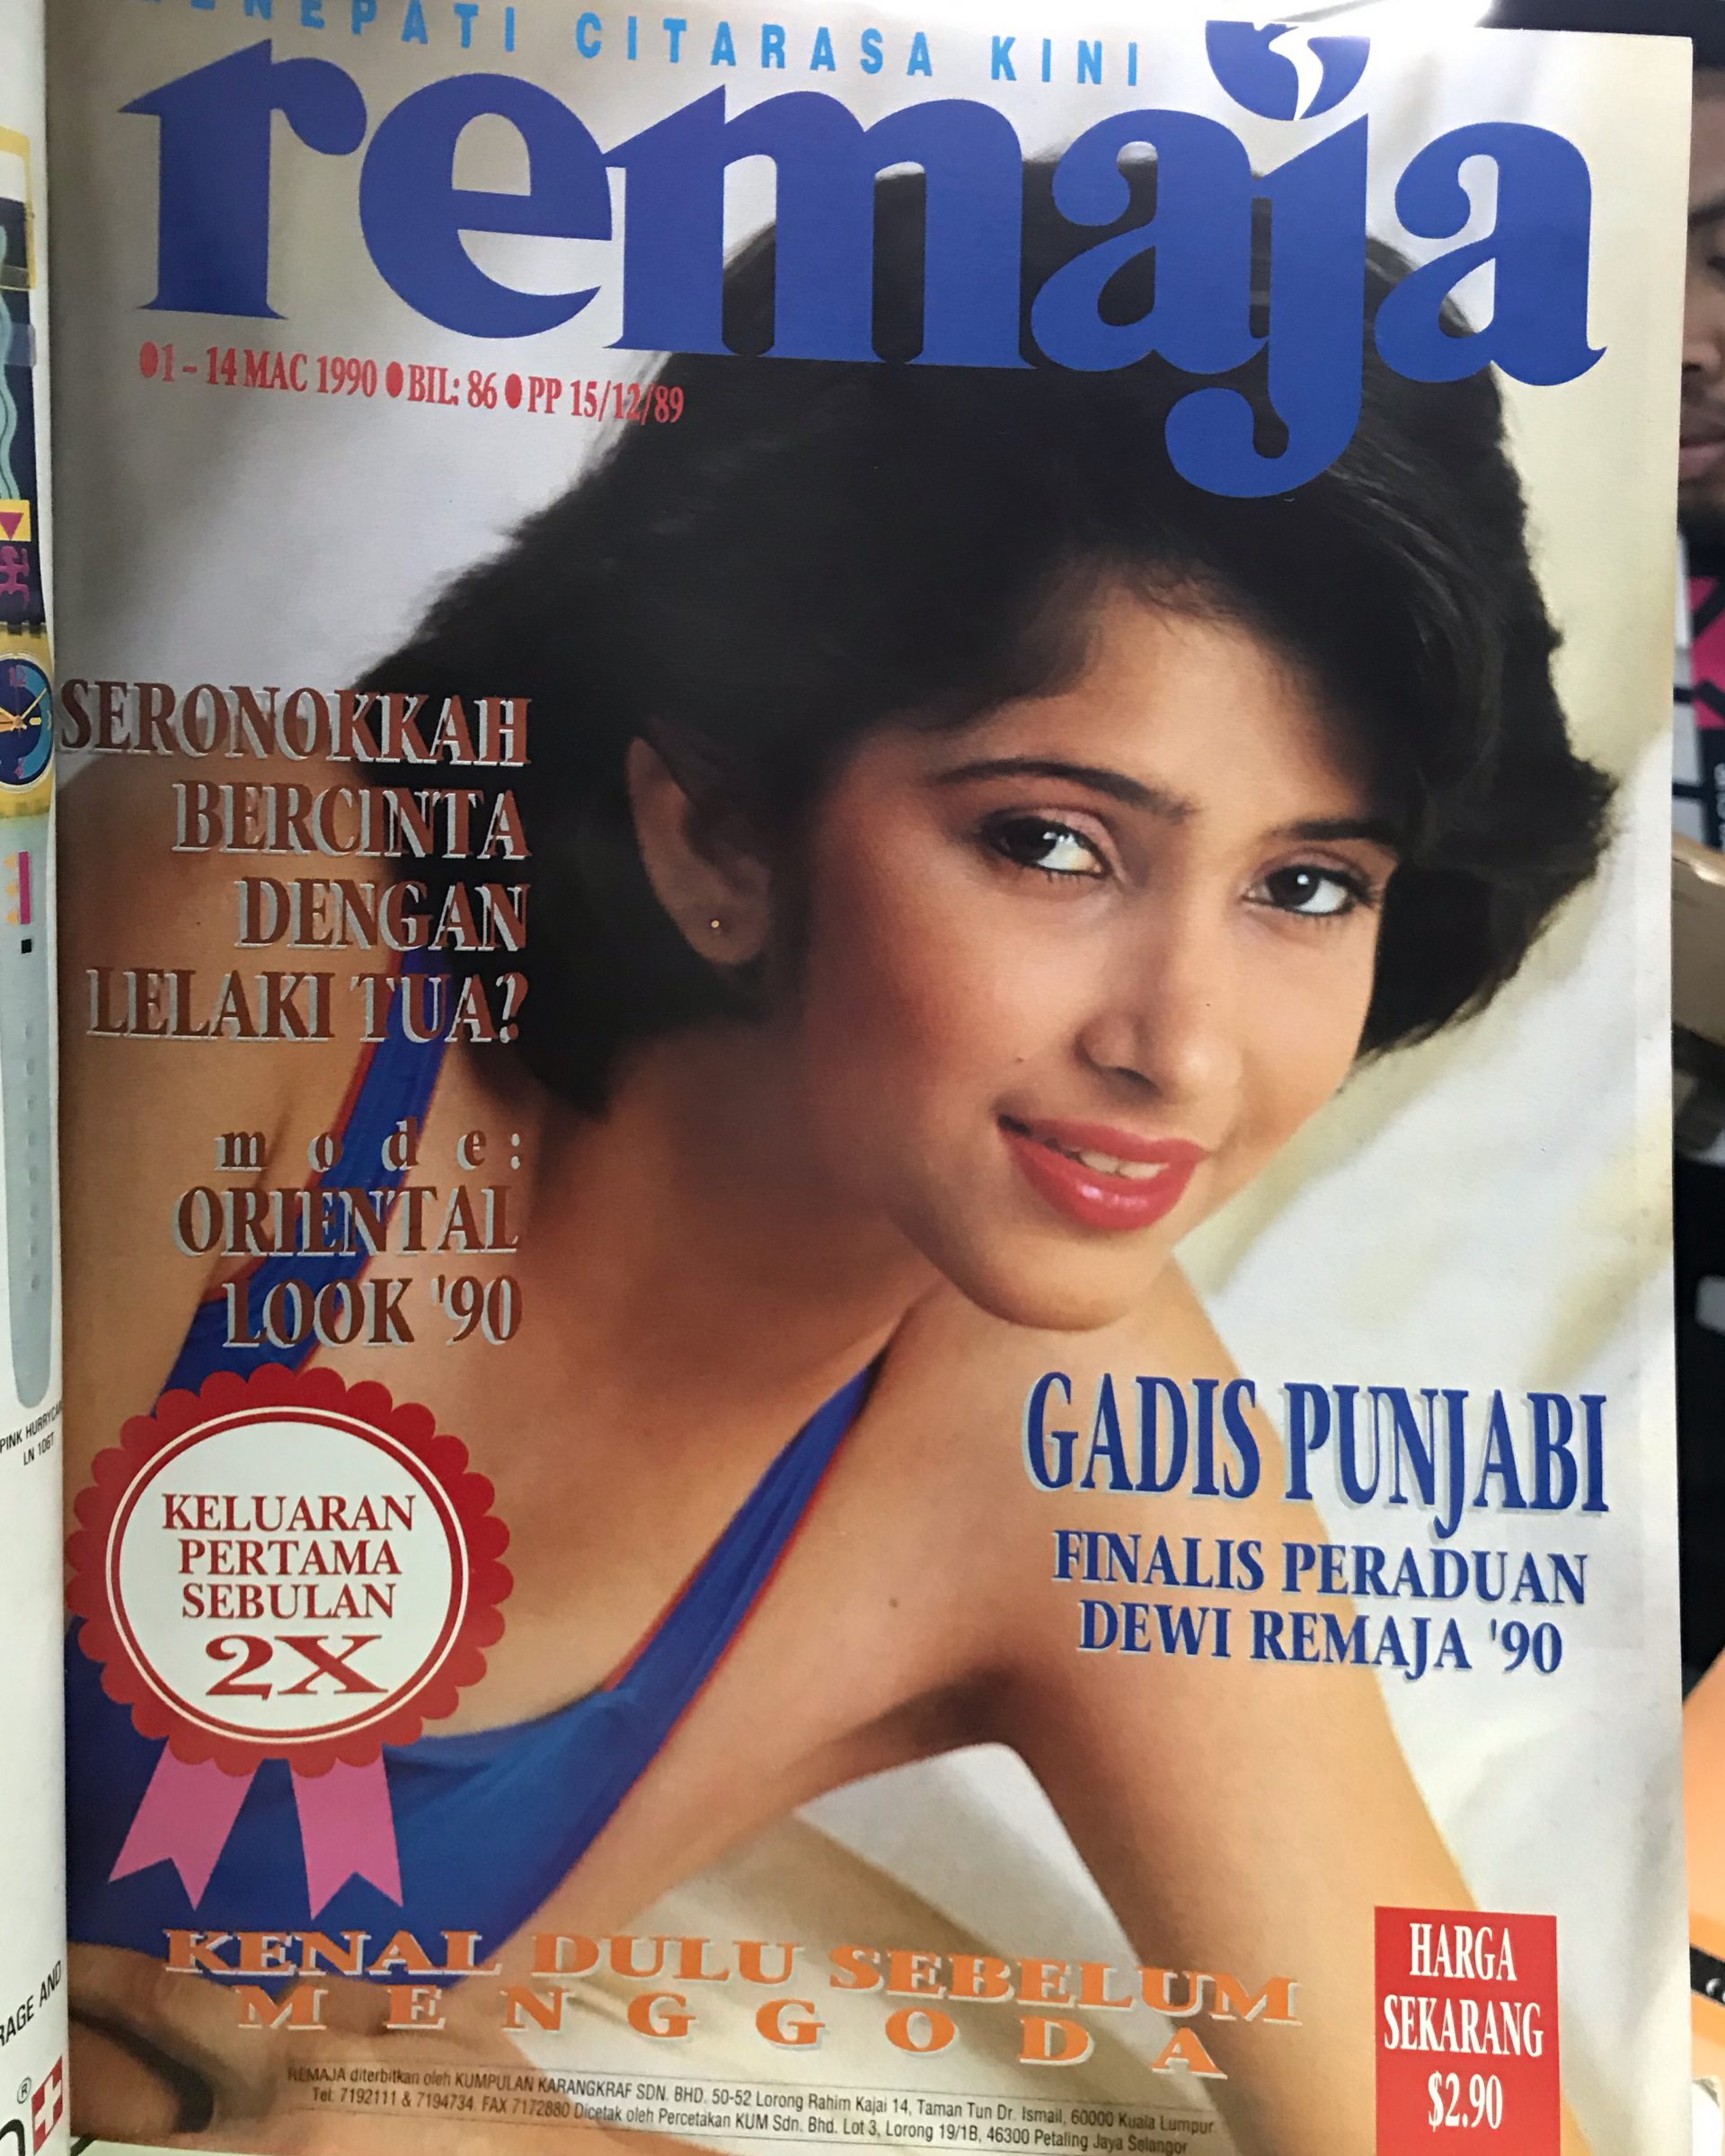 MENEPATI CITARASA KINI
remaja
●1 – 14 MAC 1990 ● BIL: 86 ● PP 15/12/89
SERONOKKAH
BERCINTA
DENGAN
LELAKI TUA?
mode:
ORIENTAL
LOOK '90
KELUARAN
PERTAMA
SEBULAN
2X
GADIS PUNJABI
FINALIS PERADUAN
DEWI REMAJA '90
KENAL DULU SEBELUM
MENGGODA
HARGA
SEKARANG
$2.90
REMAJA diterbitkan oleh KUMPULAN KARANGKRAF SDN. BHD. 50-52 Lorong Rahim Kajai 14, Taman Tun Dr. Ismail, 60000 Kuala Lumpur.
Tel: 7192111 & 7194734 FAX 7172880 Dicetak oleh Percetakan KUM Sdn. Bhd. Lot 3, Lorong 19/1B, 46300 Petaling Jaya Selangor
PINK
LN 106T
AND